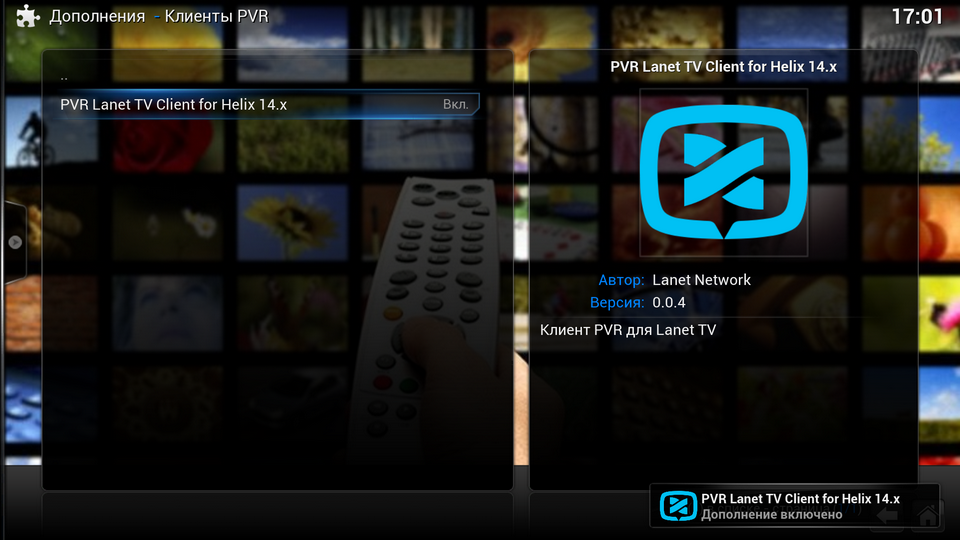 Дополнения - Клиенты PVR
17:01
..
PVR Lanet TV Client for Helix 14.x
Вкл.
PVR Lanet TV Client for Helix 14.x
Автор: Lanet Network
Версия: 0.0.4
Клиент PVR для Lanet TV
PVR Lanet TV Client for Helix 14.x
Дополнение включено